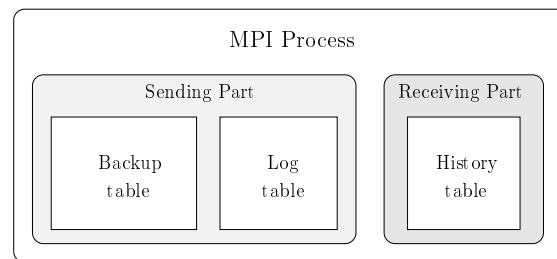 MPI Process
Sending Part
Receiving Part
Backup
table
Log
table
History
table